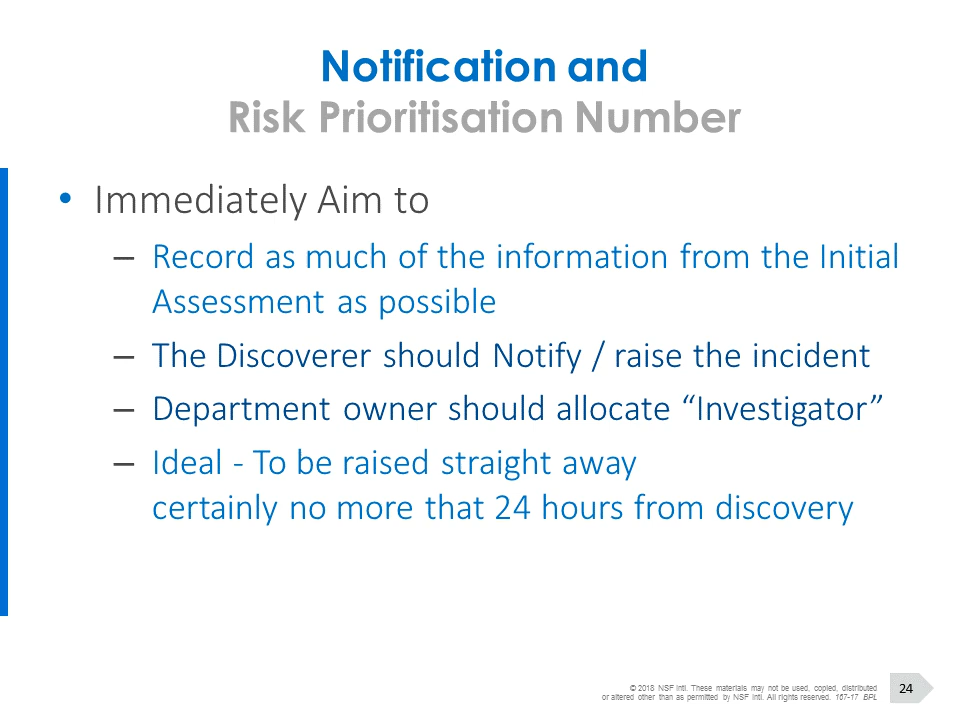 Notification and
Risk Prioritisation Number
• Immediately Aim to
– Record as much of the information from the Initial
Assessment as possible
– The Discoverer should Notify / raise the incident
– Department owner should allocate “Investigator”
– Ideal - To be raised straight away
certainly no more that 24 hours from discovery
© 2018 NSF Intl. These materials may not be used, copied, distributed
or altered other than as permitted by NSF Intl. All rights reserved. 167-17 BPL
24